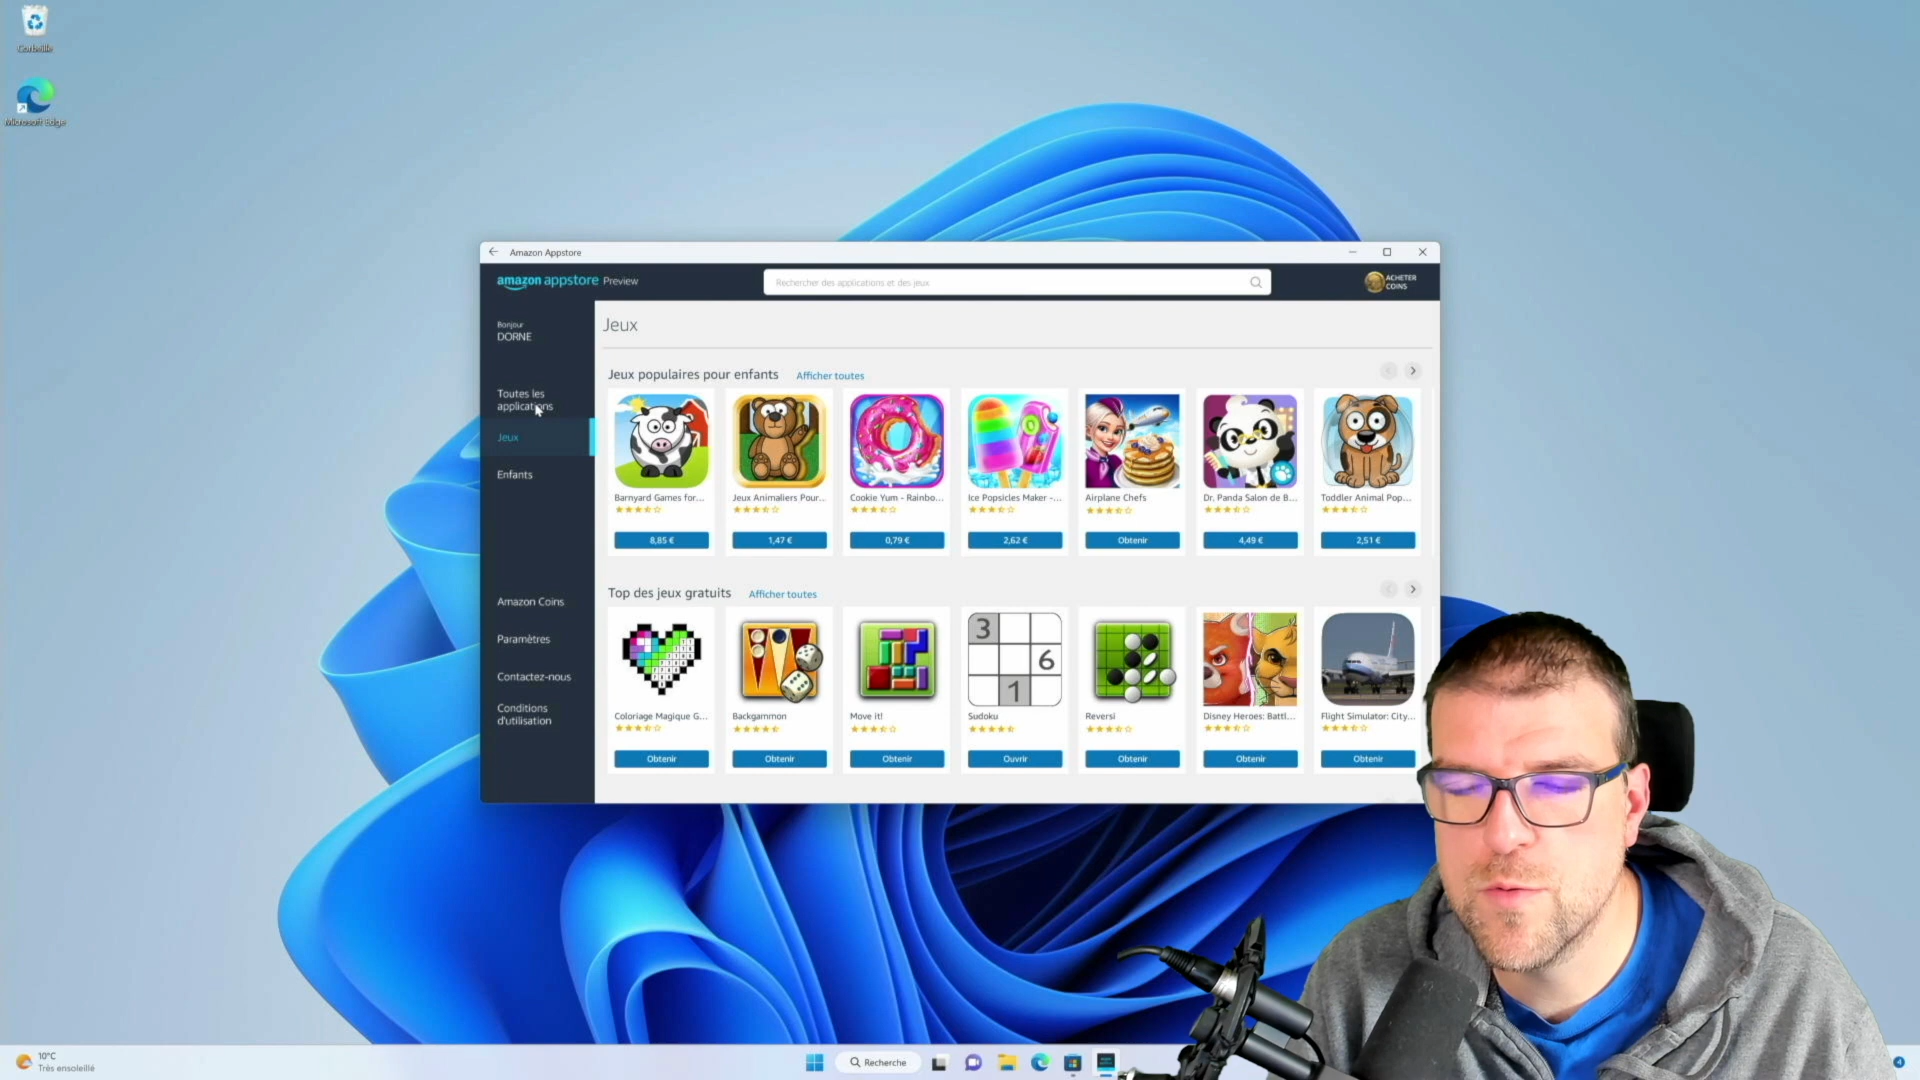 Corbeille
Microsoft Edge
Amazon Appstore
amazon appstore Preview
Rechercher des applications et des jeux
ACHETER
COINS
Bonjour
DORNE
Toutes les
applications
Jeux
Enfants
Amazon Coins
Paramètres
Contactez-nous
Conditions
d'utilisation
Jeux
Jeux populaires pour enfants Afficher toutes
Barnyard Games for... Jeux Animaliers Pour... Cookie Yum - Rainbo... Ice Popsicles Maker -... Airplane Chefs Dr. Panda Salon de B... Toddler Animal Pop...
8,85 € 1,47 € 0,79 € 2,62 € Obtenir 4,49 € 2,51 €
Top des jeux gratuits Afficher toutes
3
6
1
Coloriage Magique G... Backgammon Move it! Sudoku Reversi Disney Heroes: Battl... Flight Simulator: City...
Obtenir Obtenir Obtenir Ouvrir Obtenir Obtenir Obtenir
10°C
Très ensoleillé
Recherche
4